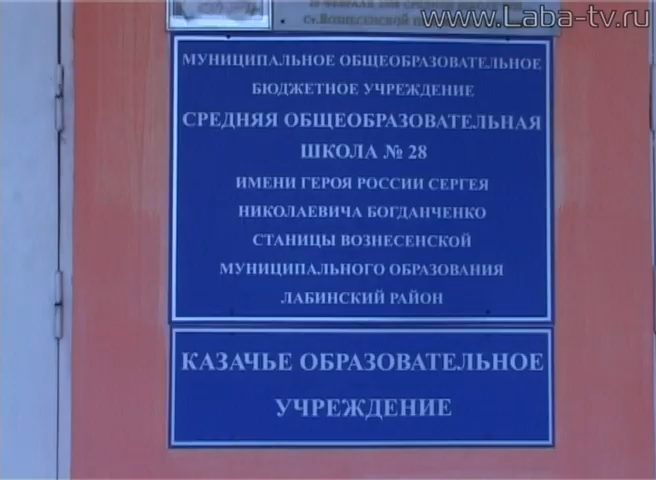 www.Laba-tv.ru
МУНИЦИПАЛЬНОЕ ОБЩЕОБРАЗОВАТЕЛЬНОЕ
БЮДЖЕТНОЕ УЧРЕЖДЕНИЕ
СРЕДНЯЯ ОБЩЕОБРАЗОВАТЕЛЬНАЯ
ШКОЛА № 28
ИМЕНИ ГЕРОЯ РОССИИ СЕРГЕЯ
НИКОЛАЕВИЧА БОГДАНЧЕНКО
СТАНИЦЫ ВОЗНЕСЕНСКОЙ
МУНИЦИПАЛЬНОГО ОБРАЗОВАНИЯ
ЛАБИНСКИЙ РАЙОН
КАЗАЧЬЕ ОБРАЗОВАТЕЛЬНОЕ
УЧРЕЖДЕНИЕ